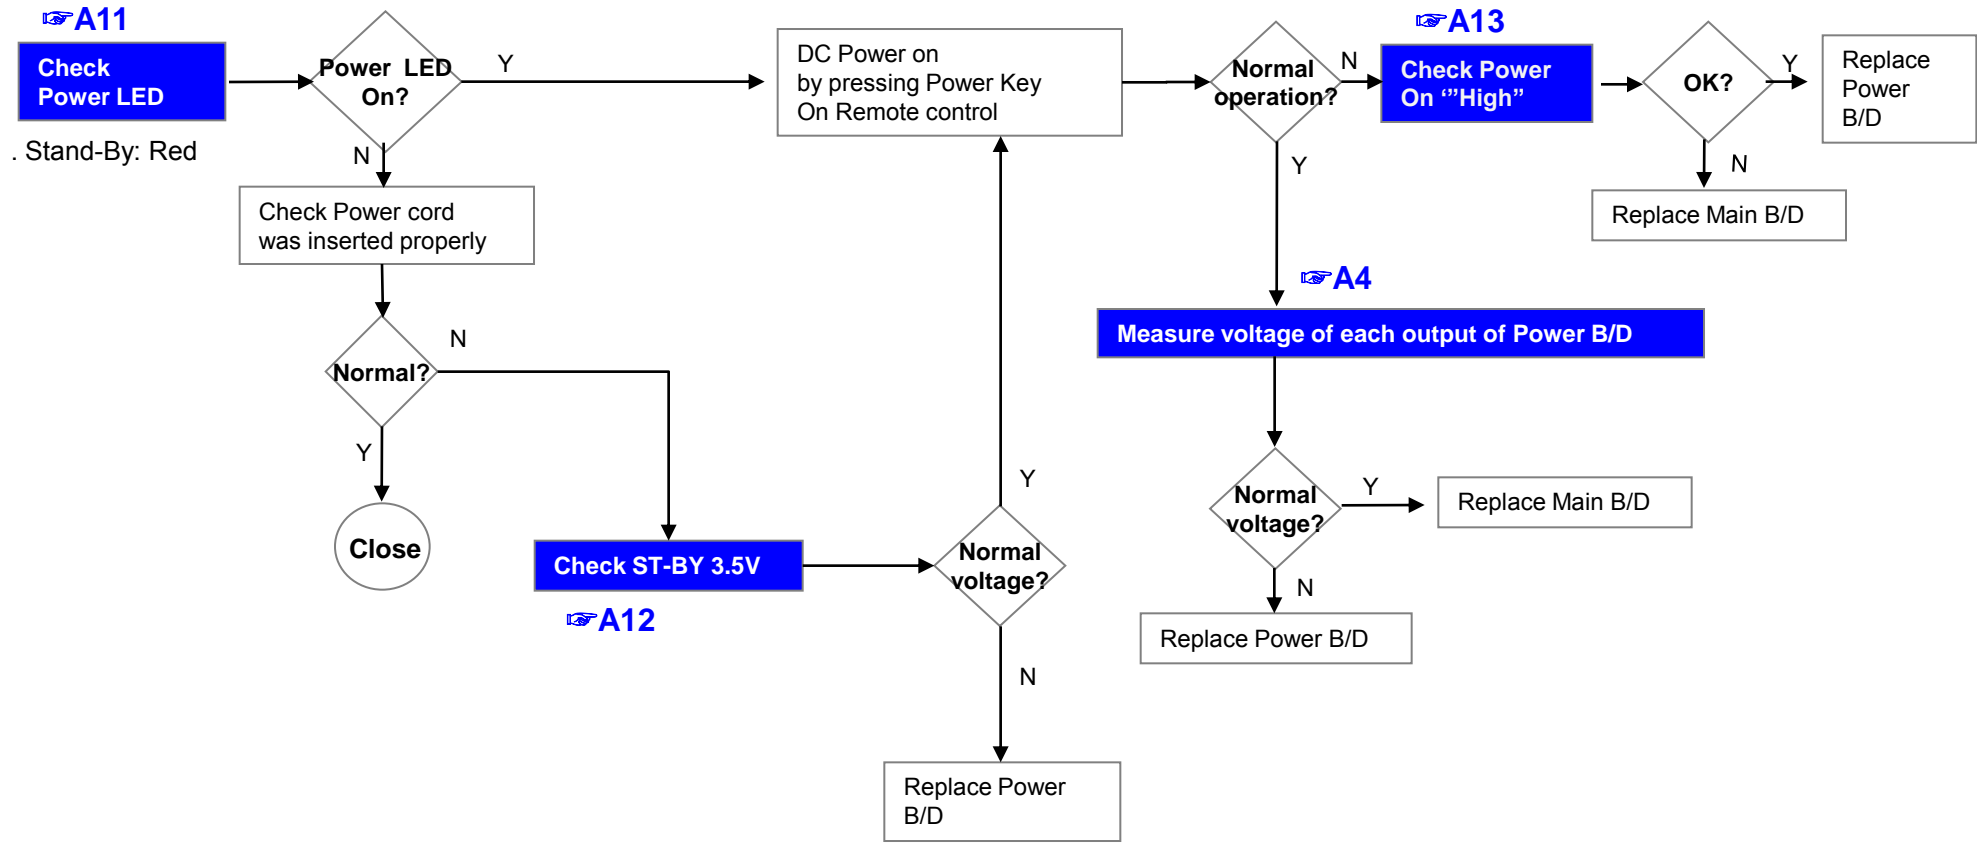 ☞A11
Check
Power LED
. Stand-By: Red
Power LED
On?
Y
N
DC Power on
by pressing Power Key
On Remote control
Normal
operation?
N
Y
☞A13
Check Power
On ‘”High”
OK?
Y
N
Replace
Power
B/D
Replace Main B/D
Check Power cord
was inserted properly
Normal?
N
Y
Close
Check ST-BY 3.5V
☞A12
Normal
voltage?
Y
N
Replace Power
B/D
☞A4
Measure voltage of each output of Power B/D
Normal
voltage?
Y
N
Replace Main B/D
Replace Power B/D